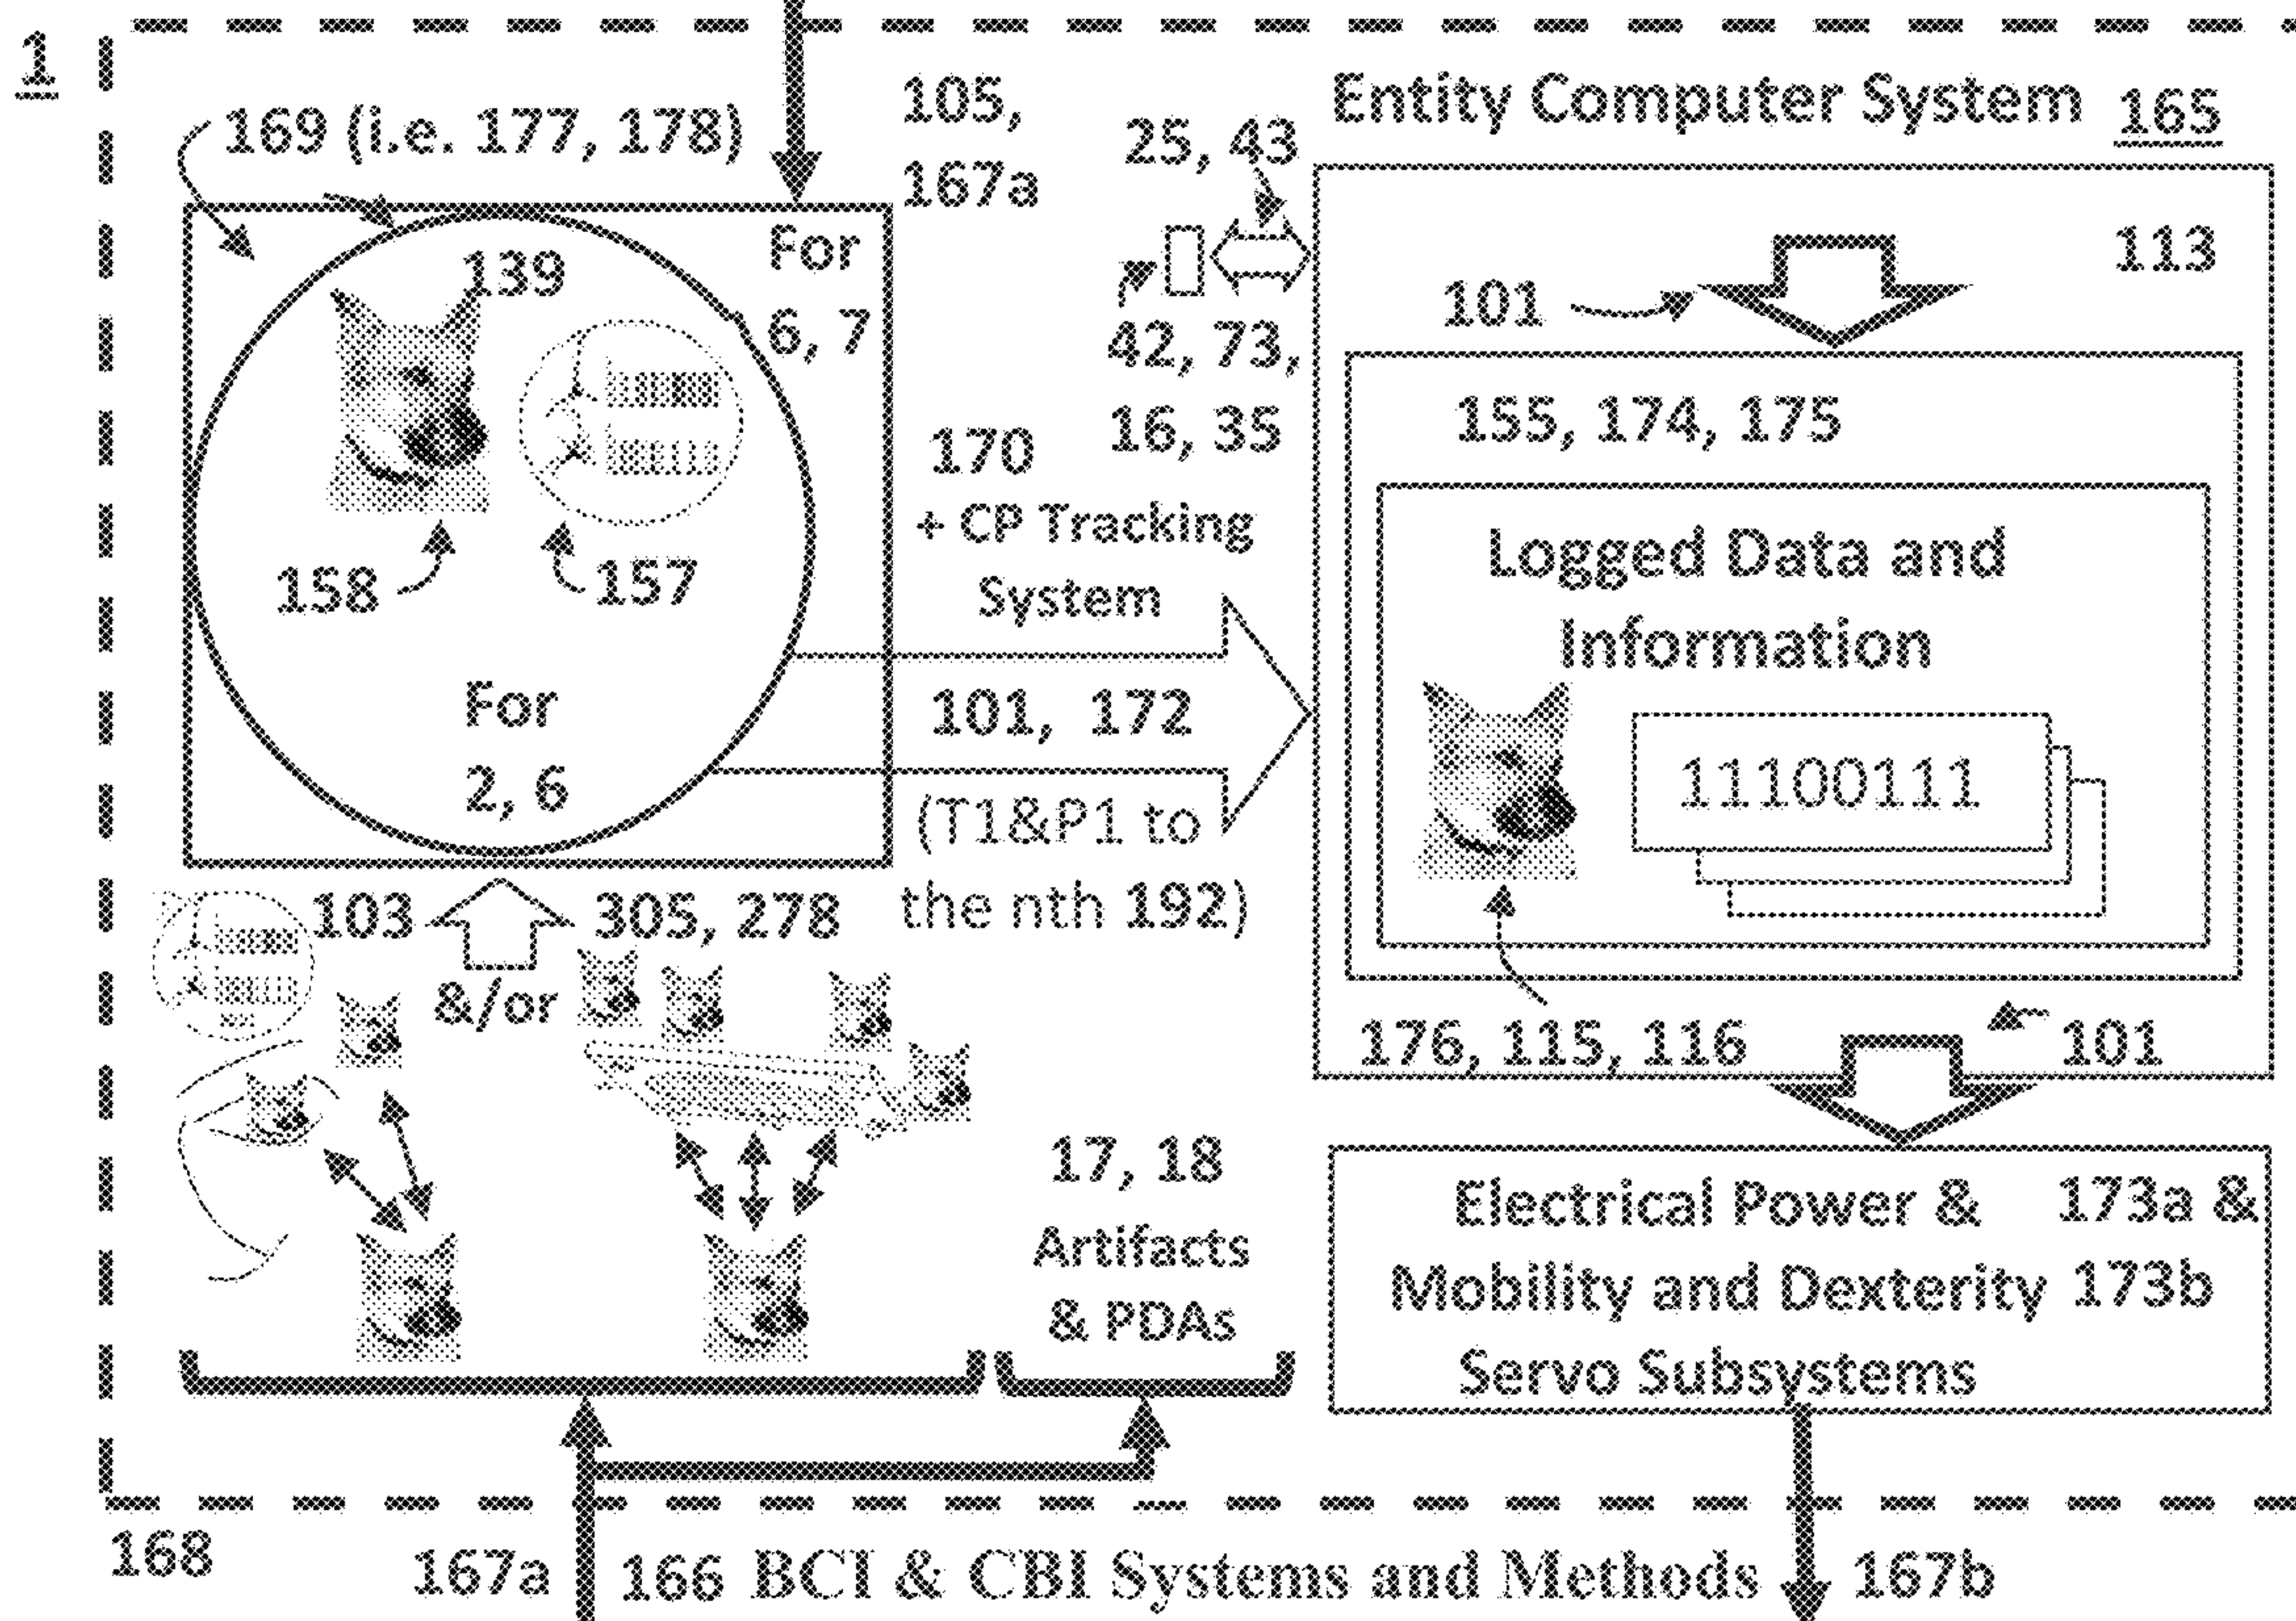 1
169 (i.e. 177, 178)
105,
167a
25, 43
Entity Computer System 165
139
For
6, 7
42, 73,
16, 35
101
113
155, 174, 175
158
157
170
+ CP Tracking
System
Logged Data and
Information
For
2, 6
101, 172
11100111
(T1&P1 to
the nth 192)
103
305, 278
&/or
176, 115, 116
101
17, 18
Artifacts
& PDAs
Electrical Power & 173a &
Mobility and Dexterity 173b
Servo Subsystems
168
167a
166 BCI & CBI Systems and Methods
167b